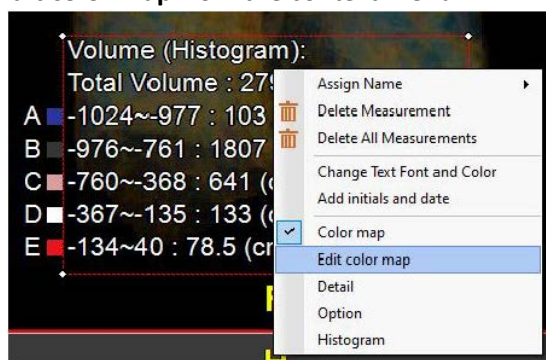 Volume (Histogram):
Total Volume : 279
A -1024~-977 : 103
B -976~-761 : 1807
C -760~-368 : 641 (
D -367~-135 : 133 (
E -134~40 : 78.5 (cr
Assign Name
Delete Measurement
Delete All Measurements
Change Text Font and Color
Add initials and date
Color map
Edit color map
Detail
Option
Histogram